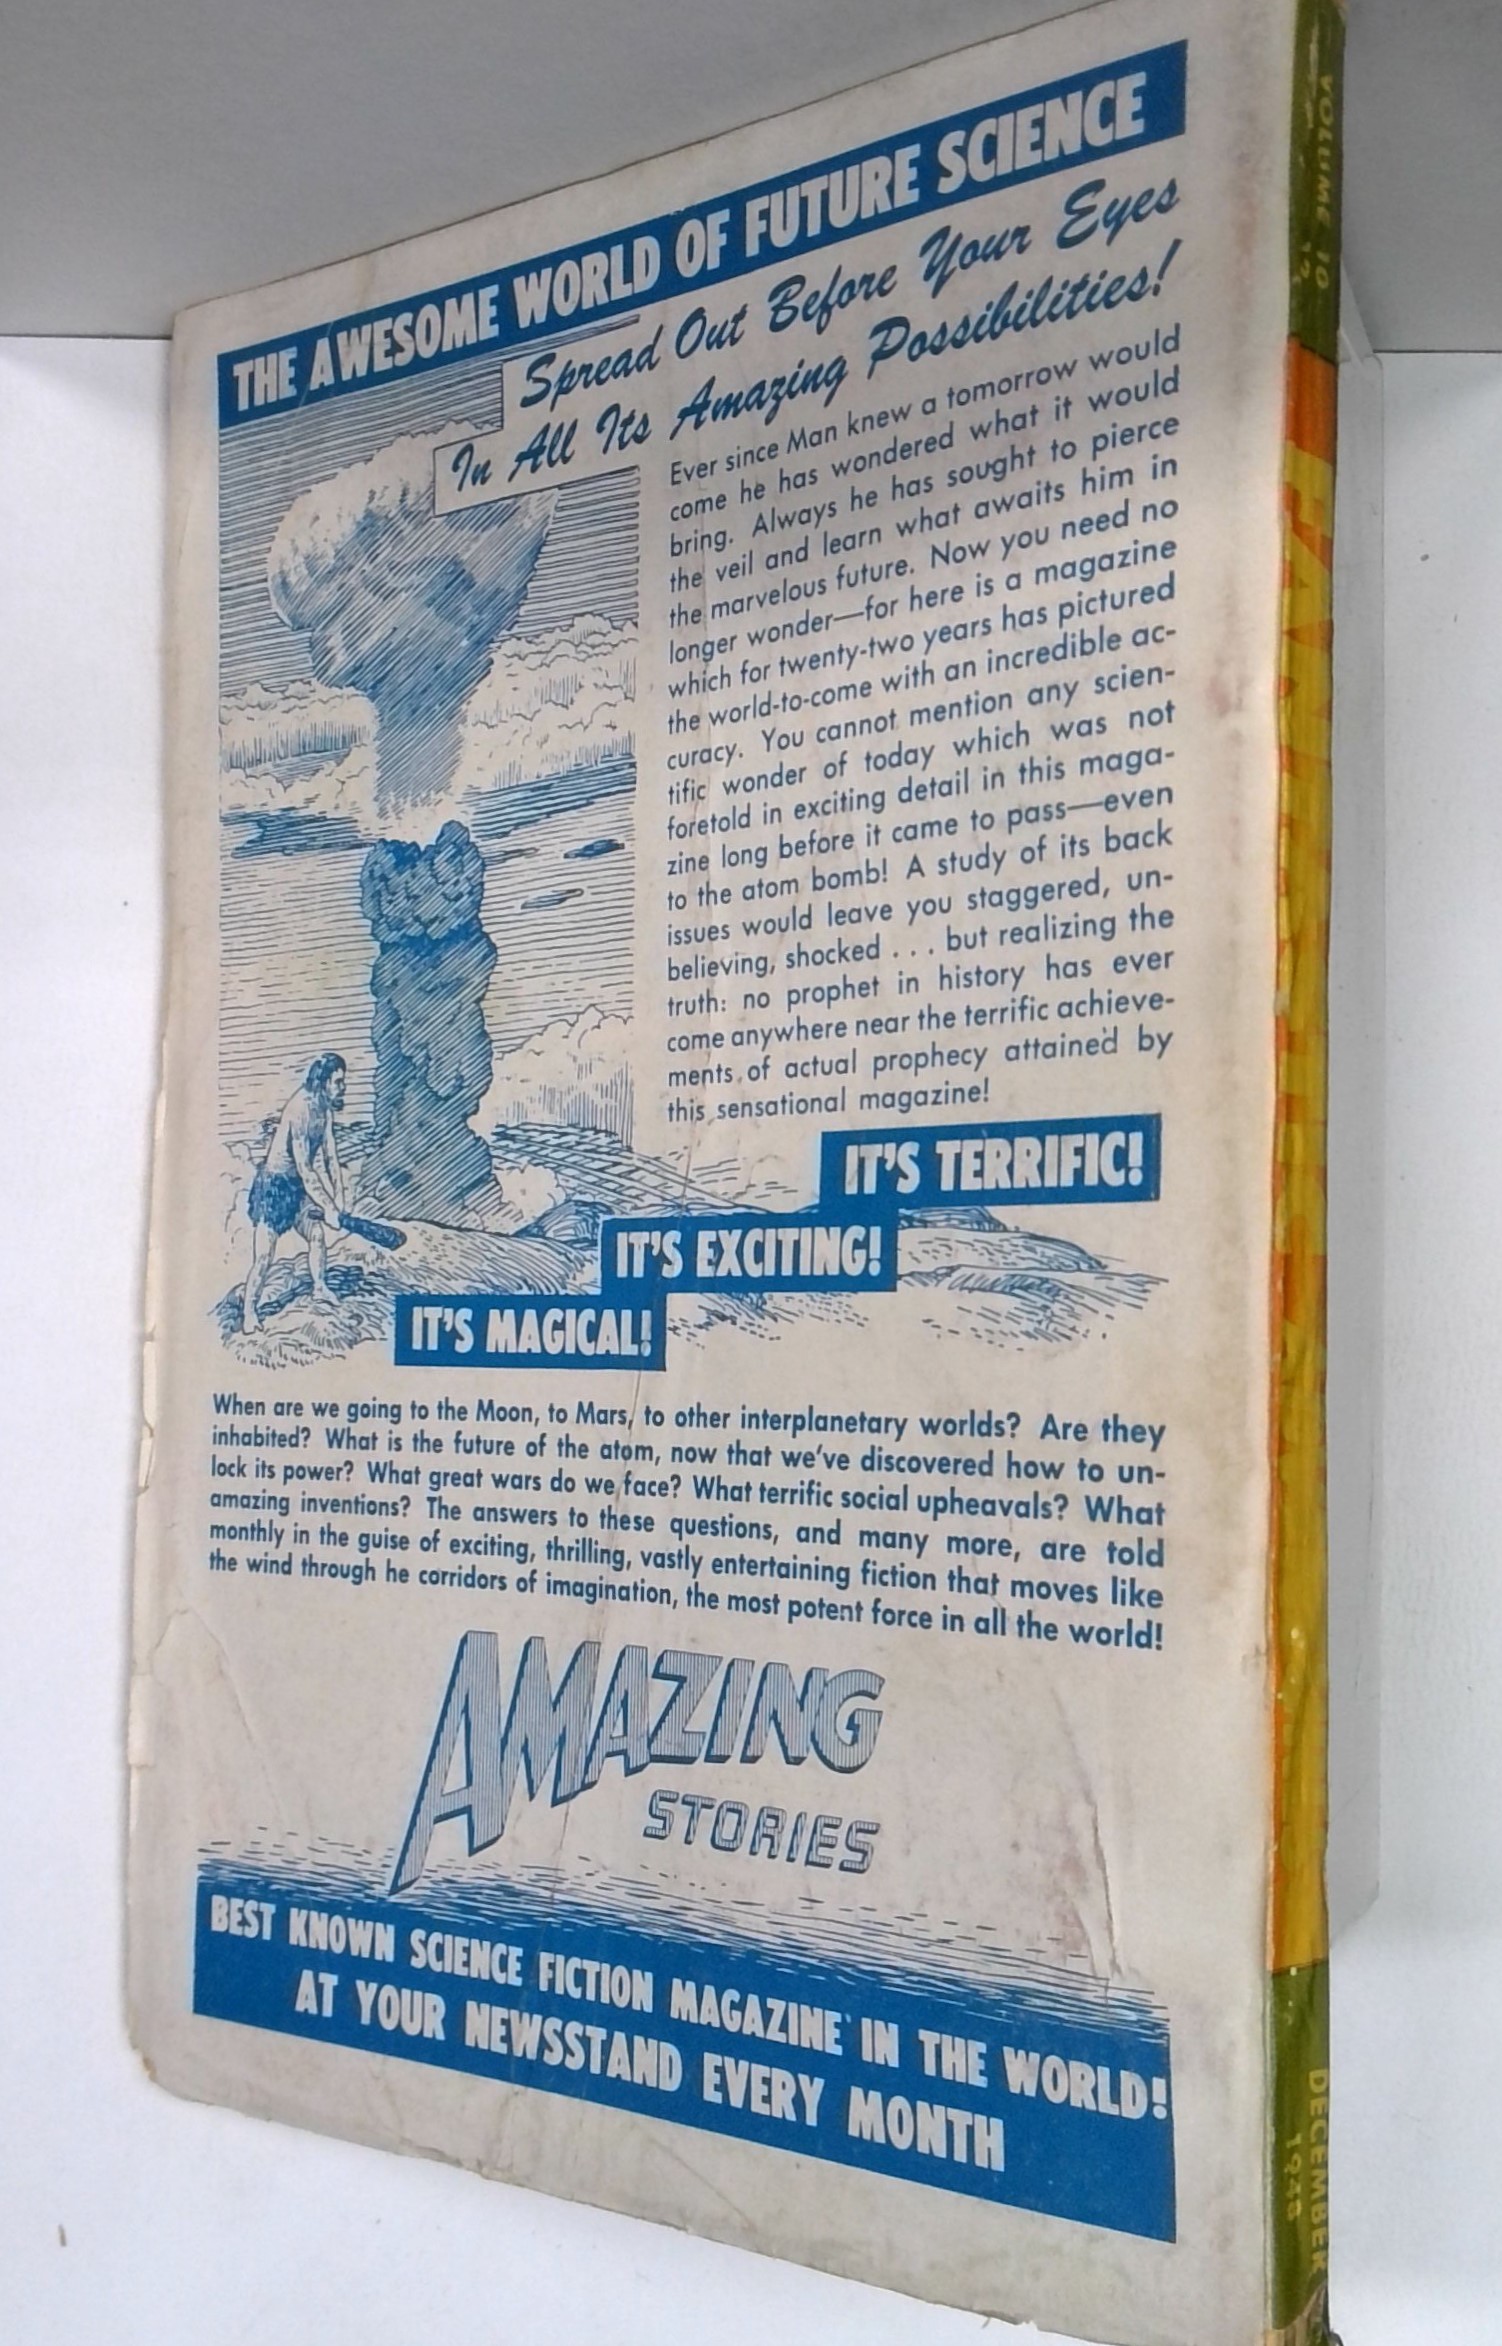 THE AWESOME WORLD OF FUTURE SCIENCE
Spread Out Before Your Eyes
In All Its Amazing Possibilities!
Ever since Man knew a tomorrow would
come he has wondered what it would
bring. Always he has sought to pierce
the veil and learn what awaits him in
the marvelous future. Now you need no
longer wonder—for here is a magazine
which for twenty-two years has pictured
the world-to-come with an incredible ac-
curacy. You cannot mention any scien-
tific wonder of today which was not
foretold in exciting detail in this maga-
zine long before it came to pass—even
to the atom bomb! A study of its back
issues would leave you staggered, un-
believing, shocked . . . but realizing the
truth: no prophet in history has ever
come anywhere near the terrific achieve-
ments of actual prophecy attained by
this sensational magazine!
IT'S TERRIFIC!
IT'S EXCITING!
IT'S MAGICAL!
When are we going to the Moon, to Mars, to other interplanetary worlds? Are they
inhabited? What is the future of the atom, now that we've discovered how to un-
lock its power? What great wars do we face? What terrific social upheavals? What
amazing inventions? The answers to these questions, and many more, are told
monthly in the guise of exciting, thrilling, vastly entertaining fiction that moves like
the wind through he corridors of imagination, the most potent force in all the world!
AMAZING
STORIES
BEST KNOWN SCIENCE FICTION MAGAZINE IN THE WORLD!
AT YOUR NEWSSTAND EVERY MONTH
VOLUME 10
DECEMBER
1948